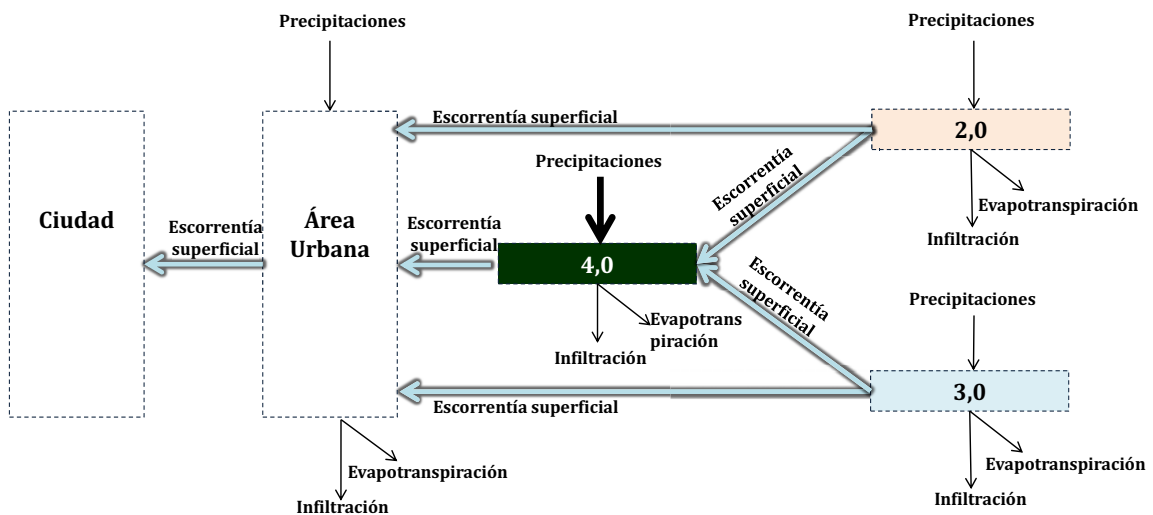 Precipitaciones
Precipitaciones
Escorrentía superficial
2,0
Precipitaciones
Escorrentía
superficial
Ciudad
Área
Urbana
Escorrentía
superficial
Escorrentía
superficial
Evapotranspiración
Infiltración
4,0
Escorrentía
superficial
Precipitaciones
Evapotrans
piración
Infiltración
3,0
Escorrentía superficial
Evapotranspiración
Infiltración
Evapotranspiración
Infiltración